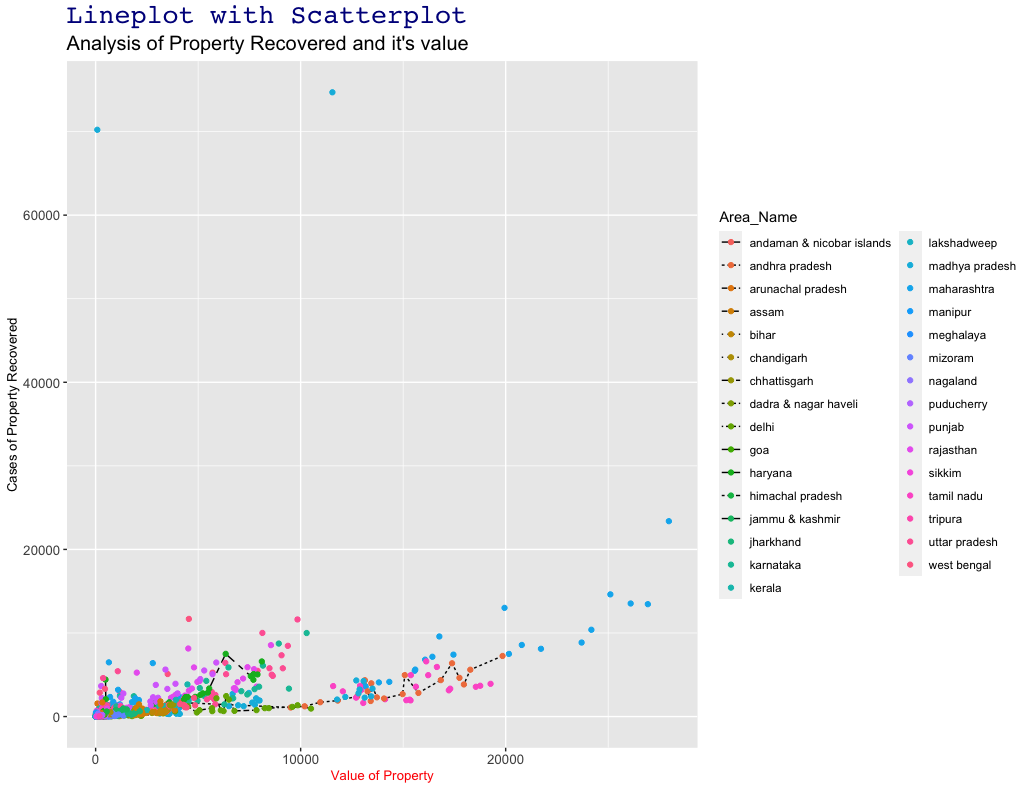 Lineplot with Scatterplot
Analysis of Property Recovered and it's value
Cases of Property Recovered
60000
40000
20000
0
0
10000
20000
Value of Property
Area_Name
andaman & nicobar islands
andhra pradesh
arunachal pradesh
assam
bihar
chandigarh
chhattisgarh
dadra & nagar haveli
delhi
goa
haryana
himachal pradesh
jammu & kashmir
jharkhand
karnataka
kerala
lakshadweep
madhya pradesh
maharashtra
manipur
meghalaya
mizoram
nagaland
puducherry
punjab
rajasthan
sikkim
tamil nadu
tripura
uttar pradesh
west bengal